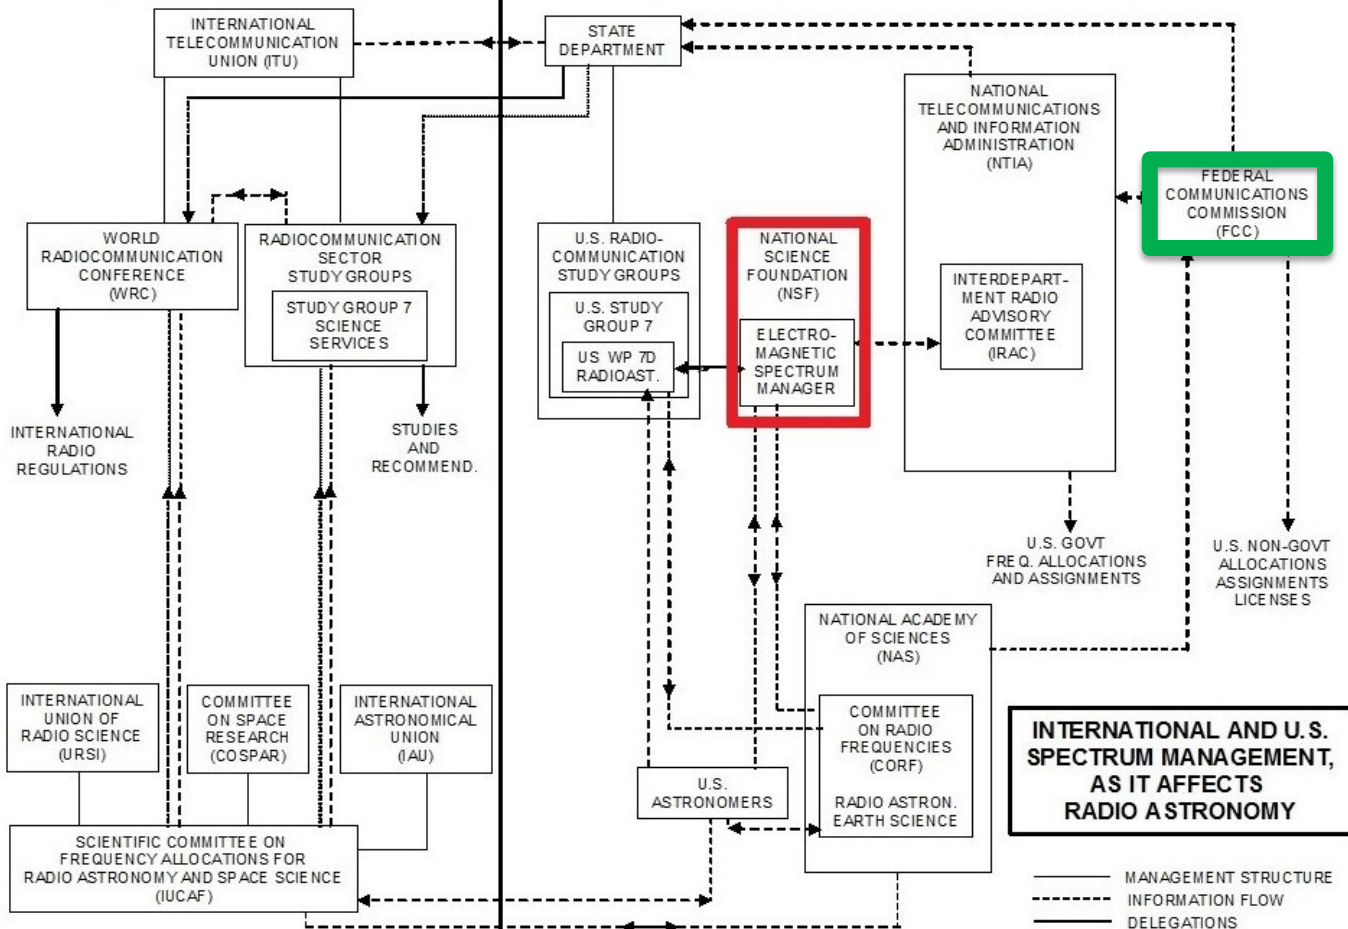 INTERNATIONAL
TELECOMMUNICATION
UNION (ITU)
STATE
DEPARTMENT
NATIONAL
TELECOMMUNICATIONS
AND INFORMATION
ADMINISTRATION
(NTIA)
FEDERAL
COMMUNICATIONS
COMMISSION
(FCC)
WORLD
RADIOCOMMUNICATION
CONFERENCE
(WRC)
RADIOCOMMUNICATION
SECTOR
STUDY GROUPS
STUDY GROUP 7
SCIENCE
SERVICES
U.S. RADIO-
COMMUNICATION
STUDY GROUPS
U.S. STUDY
GROUP 7
US WP 7D
RADIOAST.
NATIONAL
SCIENCE
FOUNDATION
(NSF)
ELECTRO-
MAGNETIC
SPECTRUM
MANAGER
INTERDEPART-
MENT RADIO
ADVISORY
COMMITTEE
(IRAC)
INTERNATIONAL
RADIO
REGULATIONS
STUDIES
AND
RECOMMEND.
U.S. GOVT
FREQ. ALLOCATIONS
AND ASSIGNMENTS
U.S. NON-GOVT
ALLOCATIONS
ASSIGNMENTS
LICENSES
NATIONAL ACADEMY
OF SCIENCES
(NAS)
COMMITTEE
ON RADIO
FREQUENCIES
(CORF)
RADIO ASTRON.
EARTH SCIENCE
INTERNATIONAL
UNION OF
RADIO SCIENCE
(URSI)
COMMITTEE
ON SPACE
RESEARCH
(COSPAR)
INTERNATIONAL
ASTRONOMICAL
UNION
(IAU)
U.S.
ASTRONOMERS
SCIENTIFIC COMMITTEE ON
FREQUENCY ALLOCATIONS FOR
RADIO ASTRONOMY AND SPACE SCIENCE
(IUCAF)
INTERNATIONAL AND U.S.
SPECTRUM MANAGEMENT,
AS IT AFFECTS
RADIO ASTRONOMY
MANAGEMENT STRUCTURE
INFORMATION FLOW
DELEGATIONS